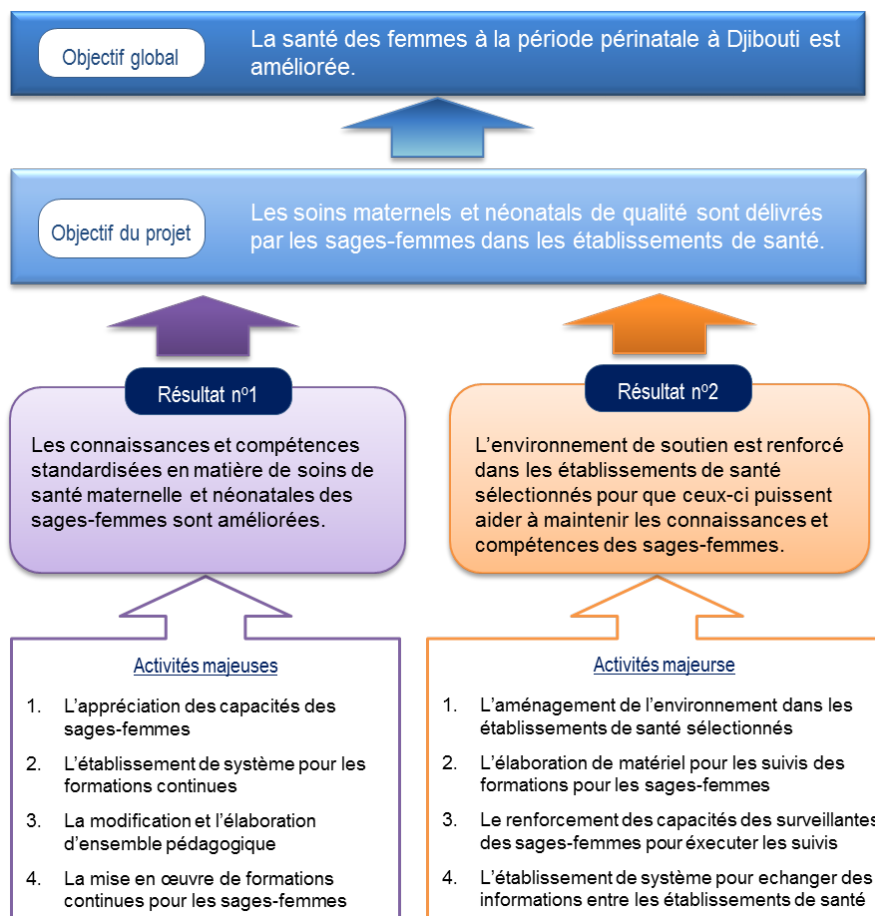 Objectif global
La santé des femmes à la période périnatale à Djibouti est
améliorée.
Objectif du projet
Les soins maternels et néonatals de qualité sont délivrés
par les sages-femmes dans les établissements de santé.
Résultat nº1
Les connaissances et compétences
standardisées en matière de soins de
santé maternelle et néonatales des
sages-femmes sont améliorées.
Résultat nº2
L'environnement de soutien est renforcé
dans les établissements de santé
sélectionnés pour que ceux-ci puissent
aider à maintenir les connaissances et
compétences des sages-femmes.
Activités majeuses
1. L'appréciation des capacités des
sages-femmes
2. L'établissement de système pour les
formations continues
3. La modification et l'élaboration
d'ensemble pédagogique
4. La mise en œuvre de formations
continues pour les sages-femmes
Activités majeurse
1. L'aménagement de l'environnement dans les
établissements de santé sélectionnés
2. L'élaboration de matériel pour les suivis des
formations pour les sages-femmes
3. Le renforcement des capacités des surveillantes
des sages-femmes pour éxecuter les suivis
4. L'établissement de système pour echanger des
informations entre les établissements de santé